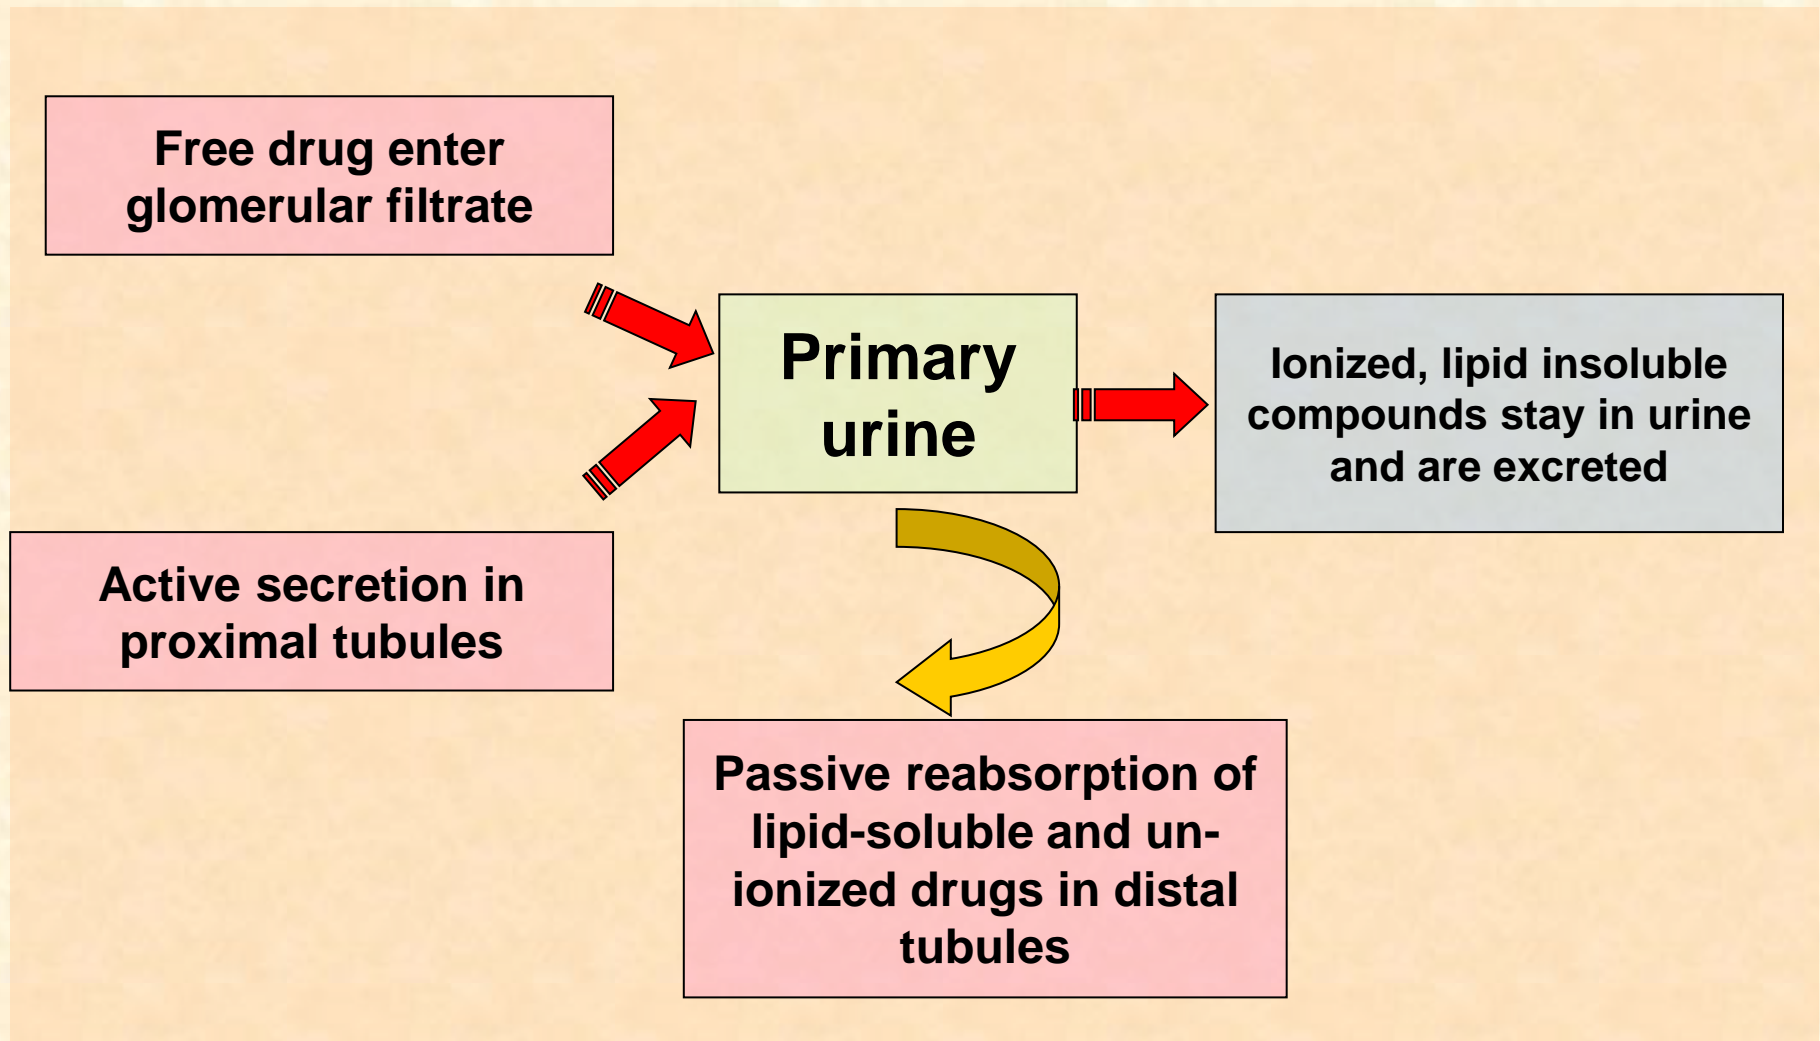 Free drug enter
glomerular filtrate
Primary
urine
Ionized, lipid insoluble
compounds stay in urine
and are excreted
Active secretion in
proximal tubules
Passive reabsorption of
lipid-soluble and un-
ionized drugs in distal
tubules